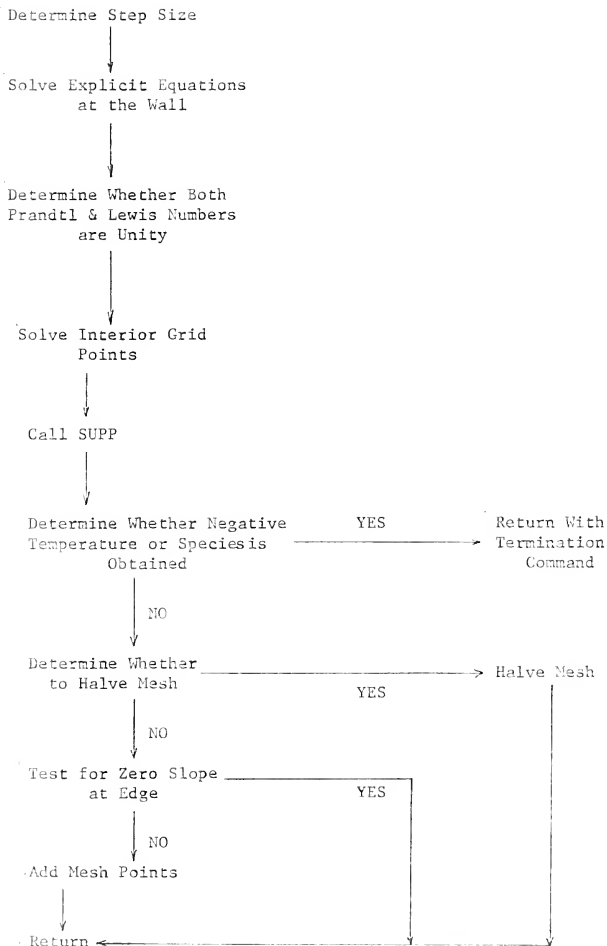 Determine Step Size
Solve Explicit Equations
at the Wall
Determine Whether Both
Prandtl & Lewis Numbers
are Unity
Solve Interior Grid
Points
Call SUPP
Determine Whether Negative
Temperature or Speciesis
Obtained
YES
Return With
Termination
Command
NO
Determine Whether
to Halve Mesh
YES
Halve Mesh
NO
Test for Zero Slope
at Edge
YES
NO
Add Mesh Points
Return